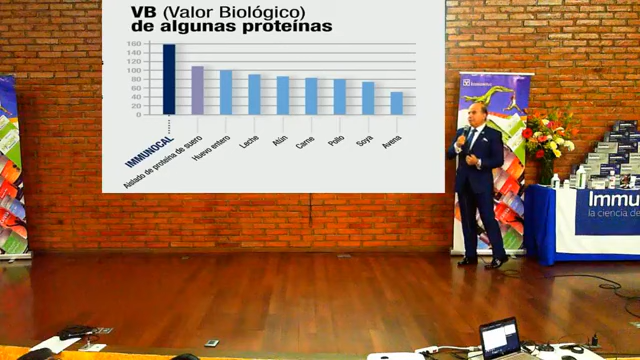 VB (Valor Biológico)
de algunas proteínas
160
140
120
100
80
60
40
20
0
IMMUNOCAL
Aislado de proteína de suero
Huevo entero
Leche
Atún
Carne
Pollo
Soya
Avena
Immunotec
Immu
la ciencia de